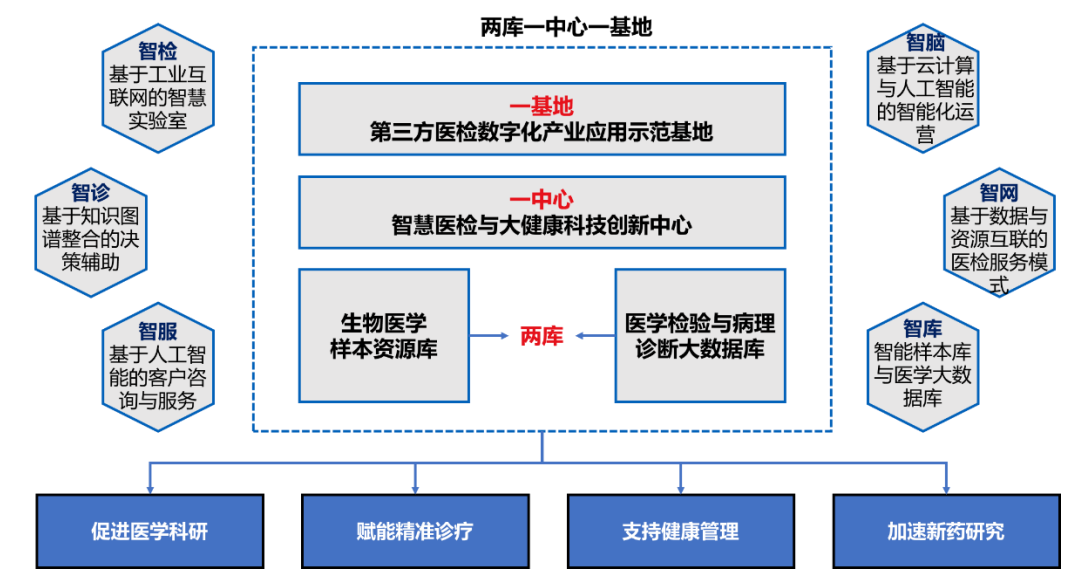 两库一中心一基地
智检
基于工业互
联网的智慧
实验室
智诊
基于知识图
谱整合的决
策辅助
智服
基于人工智
能的客户咨
询与服务
一基地
第三方医检数字化产业应用示范基地
一中心
智慧医检与大健康科技创新中心
生物医学
样本资源库
两库
医学检验与病理
诊断大数据库
智脑
基于云计算
与人工智能
的智能化运
营
智网
基于数据与
资源互联的
医检服务模
式
智库
智能样本库
与医学大数
据库
促进医学科研
赋能精准诊疗
支持健康管理
加速新药研究